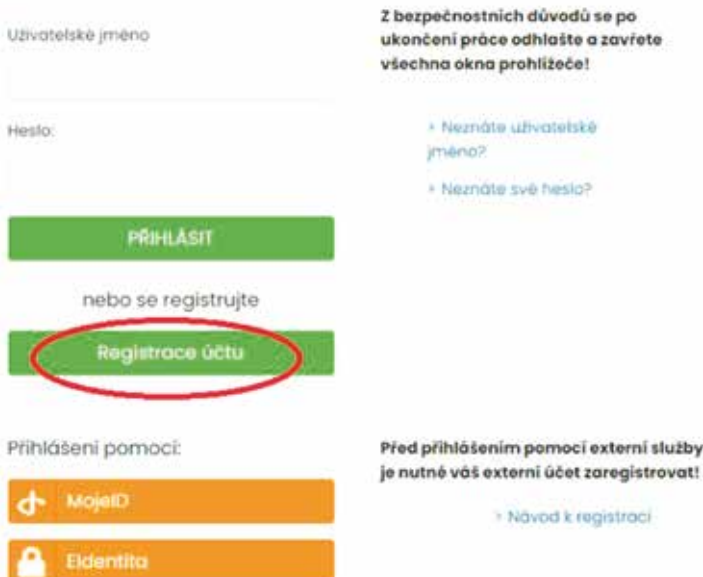 Uživatelské jméno
Z bezpečnostních důvodů se po
ukončení práce odhlašte a zavřete
všechna okna prohlížeče!
Heslo:
> Neznáte uživatelské
jméno?
> Neznáte své heslo?
PŘIHLÁSIT
nebo se registrujte
Registrace účtu
Přihlášení pomocí:
Před přihlášením pomocí externí služby
je nutné váš externí účet zaregistrovat!
MojeID
> Návod k registraci
EIdentita